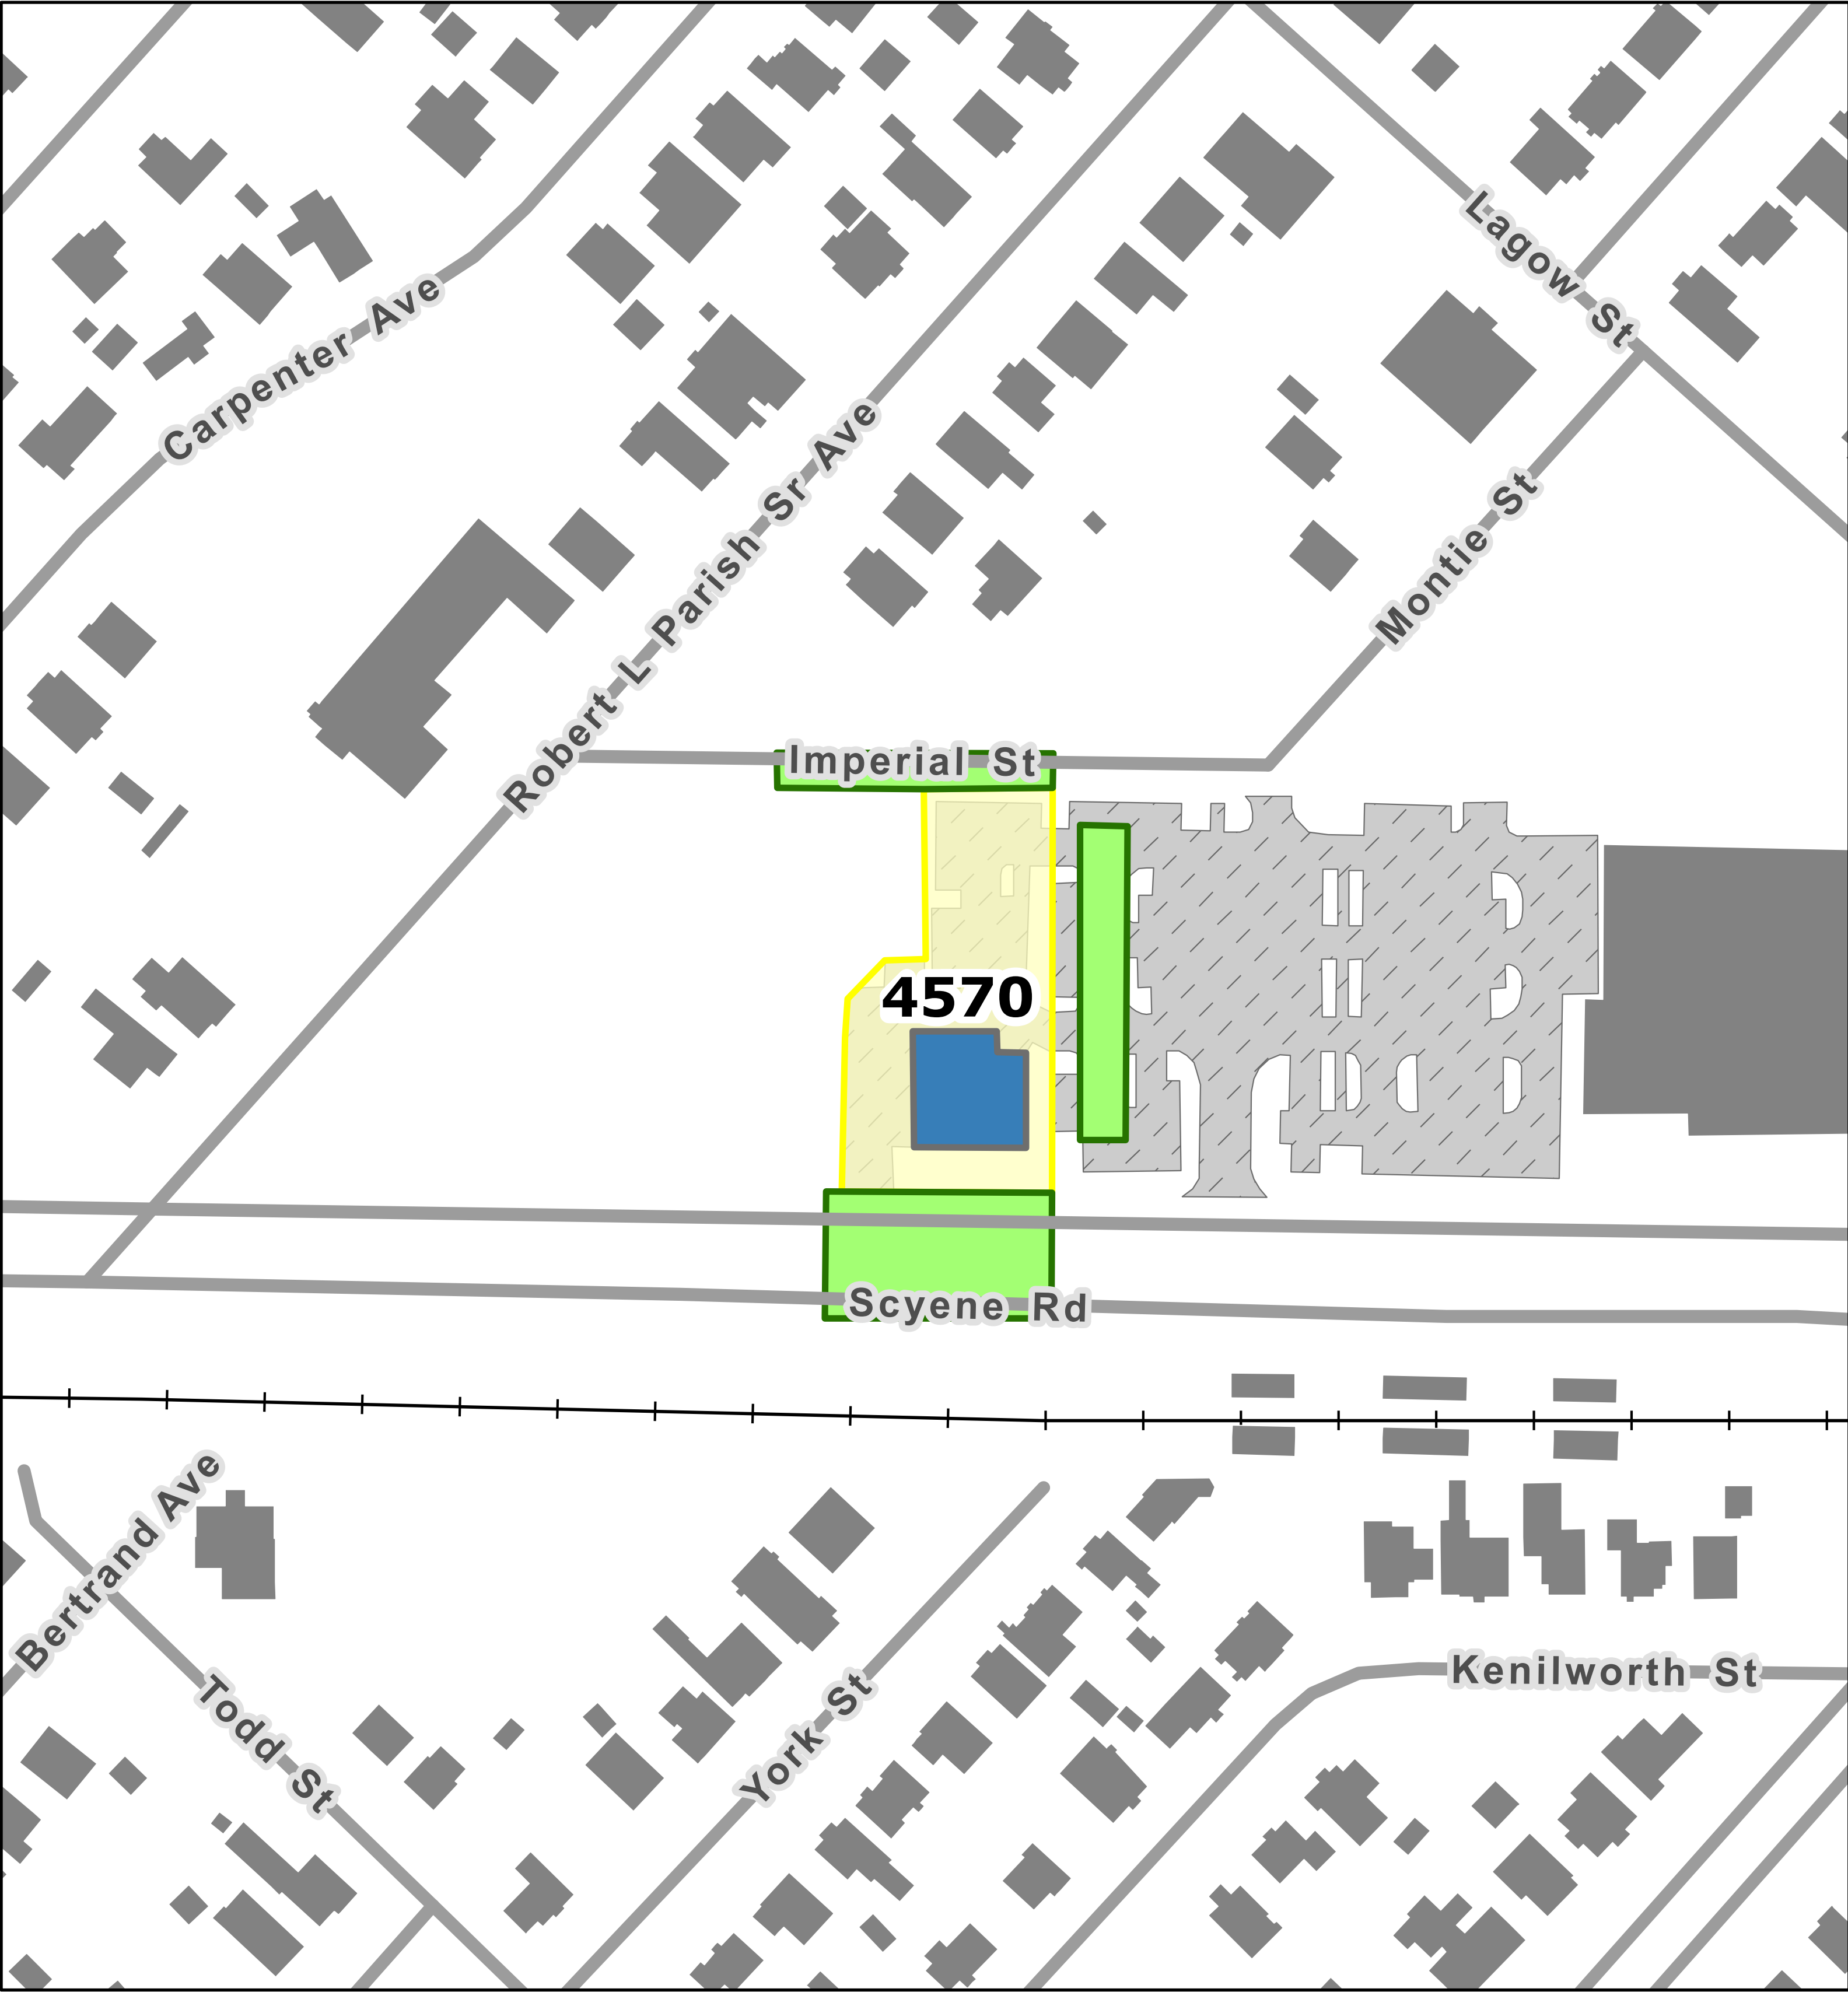 Lagow St
Carpenter Ave
Robert L Parish Sr Ave
Montie St
Imperial St
4570
Scyene Rd
Bertrand Ave
Todd St
York St
Kenilworth St